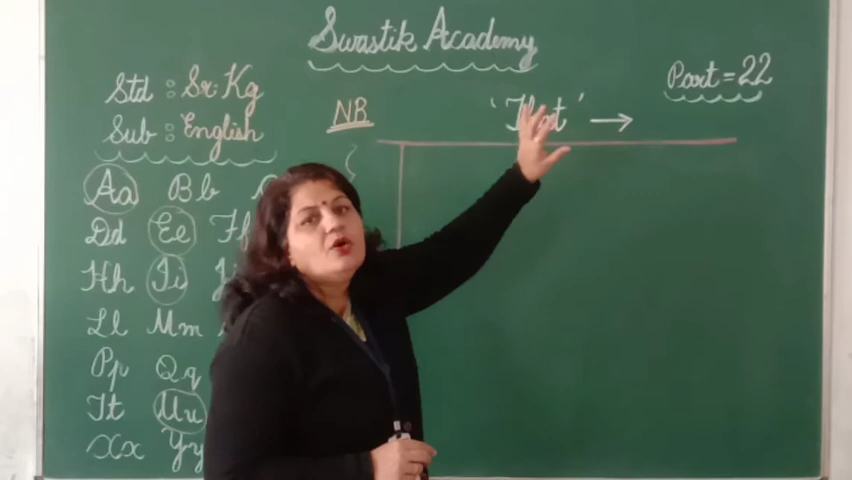 Swastik Academy
Std : Sr. Kg
Sub : English
NB
Part = 22
→
Aa Bb
Dd Ee Ff
Hh Ii
Ll Mm
Pp Qq
Tt Uu
Xx Yy